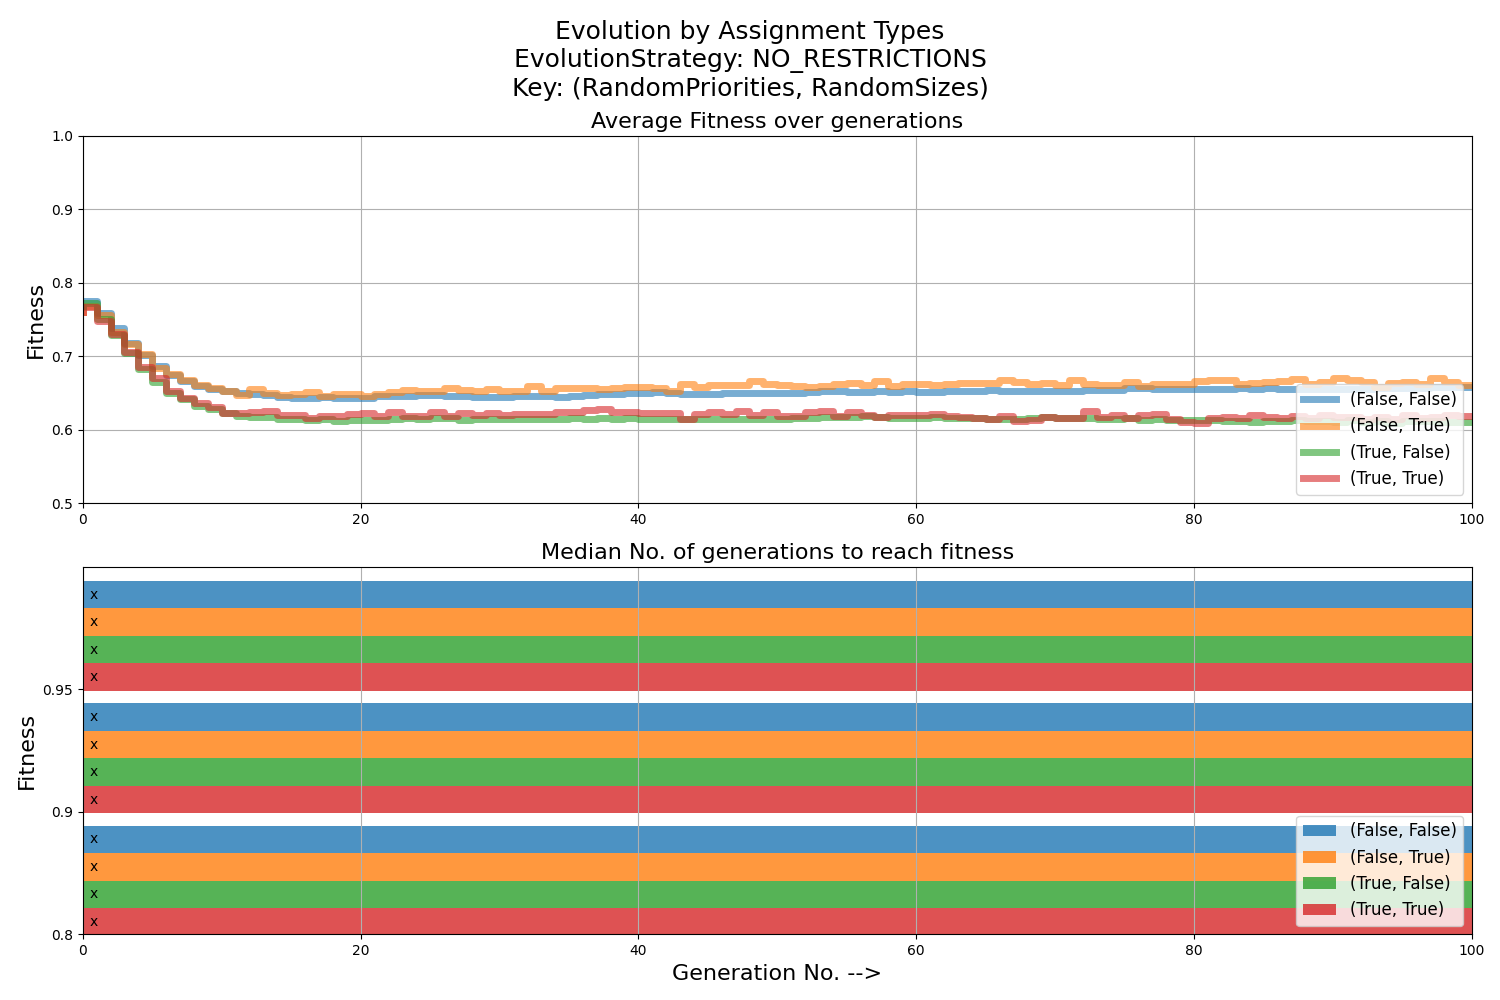 Evolution by Assignment Types
EvolutionStrategy: NO_RESTRICTIONS
Key: (RandomPriorities, RandomSizes)
Average Fitness over generations
Fitness
1.0
0.9
0.8
0.7
0.6
0.5
0 20 40 60 80 100
(False, False)
(False, True)
(True, False)
(True, True)
Median No. of generations to reach fitness
Fitness
x
x
x
x
0.95
x
x
x
x
0.9
x
x
x
x
0.8
(False, False)
(False, True)
(True, False)
(True, True)
0 20 40 60 80 100
Generation No. -->